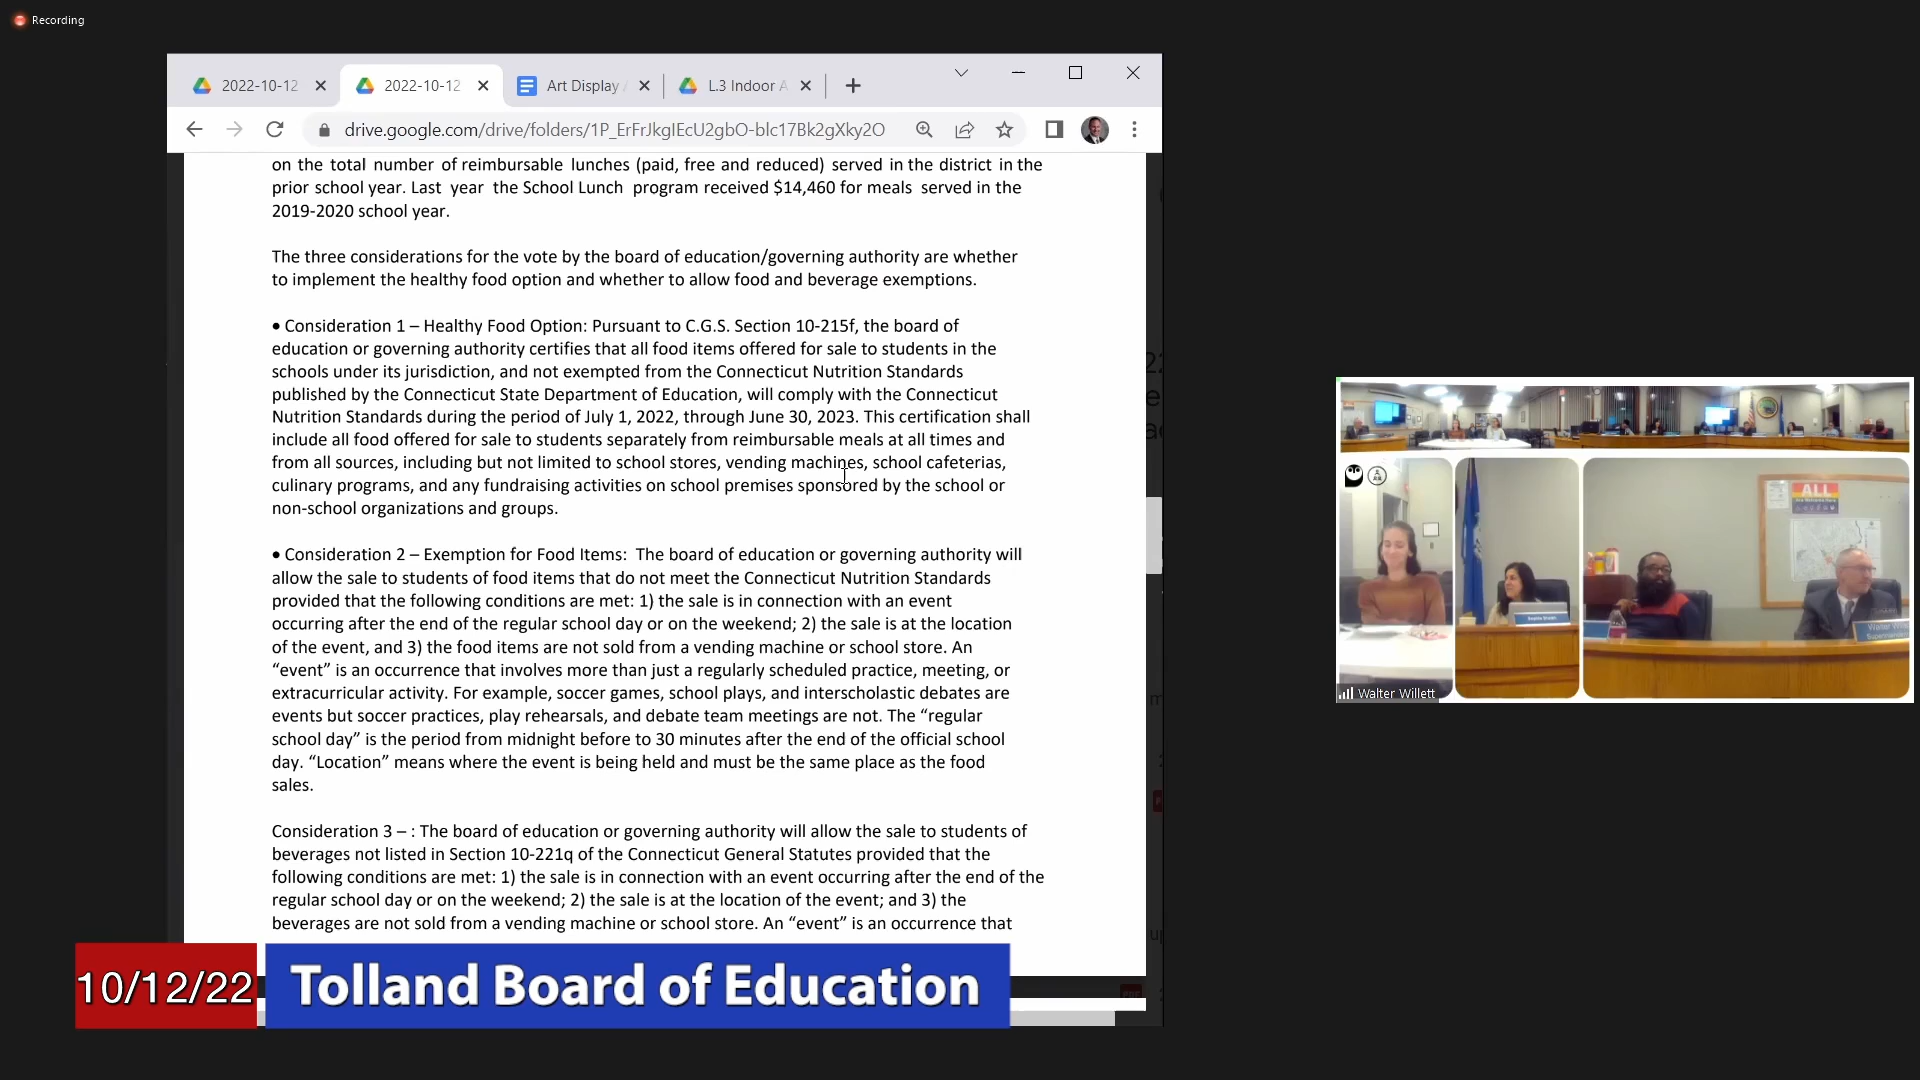 Recording
2022-10-12
2022-10-12
Art Display
L.3 Indoor A
drive.google.com/drive/folders/1P_ErFrJkgIEcU2gbO-blc17Bk2gXky2O
on the total number of reimbursable lunches (paid, free and reduced) served in the district in the
prior school year. Last year the School Lunch program received $14,460 for meals served in the
2019-2020 school year.
The three considerations for the vote by the board of education/governing authority are whether
to implement the healthy food option and whether to allow food and beverage exemptions.
• Consideration 1 – Healthy Food Option: Pursuant to C.G.S. Section 10-215f, the board of
education or governing authority certifies that all food items offered for sale to students in the
schools under its jurisdiction, and not exempted from the Connecticut Nutrition Standards
published by the Connecticut State Department of Education, will comply with the Connecticut
Nutrition Standards during the period of July 1, 2022, through June 30, 2023. This certification shall
include all food offered for sale to students separately from reimbursable meals at all times and
from all sources, including but not limited to school stores, vending machines, school cafeterias,
culinary programs, and any fundraising activities on school premises sponsored by the school or
non-school organizations and groups.
• Consideration 2 – Exemption for Food Items: The board of education or governing authority will
allow the sale to students of food items that do not meet the Connecticut Nutrition Standards
provided that the following conditions are met: 1) the sale is in connection with an event
occurring after the end of the regular school day or on the weekend; 2) the sale is at the location
of the event, and 3) the food items are not sold from a vending machine or school store. An
“event” is an occurrence that involves more than just a regularly scheduled practice, meeting, or
extracurricular activity. For example, soccer games, school plays, and interscholastic debates are
events but soccer practices, play rehearsals, and debate team meetings are not. The “regular
school day” is the period from midnight before to 30 minutes after the end of the official school
day. “Location” means where the event is being held and must be the same place as the food
sales.
Consideration 3 – : The board of education or governing authority will allow the sale to students of
beverages not listed in Section 10-221q of the Connecticut General Statutes provided that the
following conditions are met: 1) the sale is in connection with an event occurring after the end of the
regular school day or on the weekend; 2) the sale is at the location of the event; and 3) the
beverages are not sold from a vending machine or school store. An “event” is an occurrence that
10/12/22
Tolland Board of Education
ALL
Walter Willett